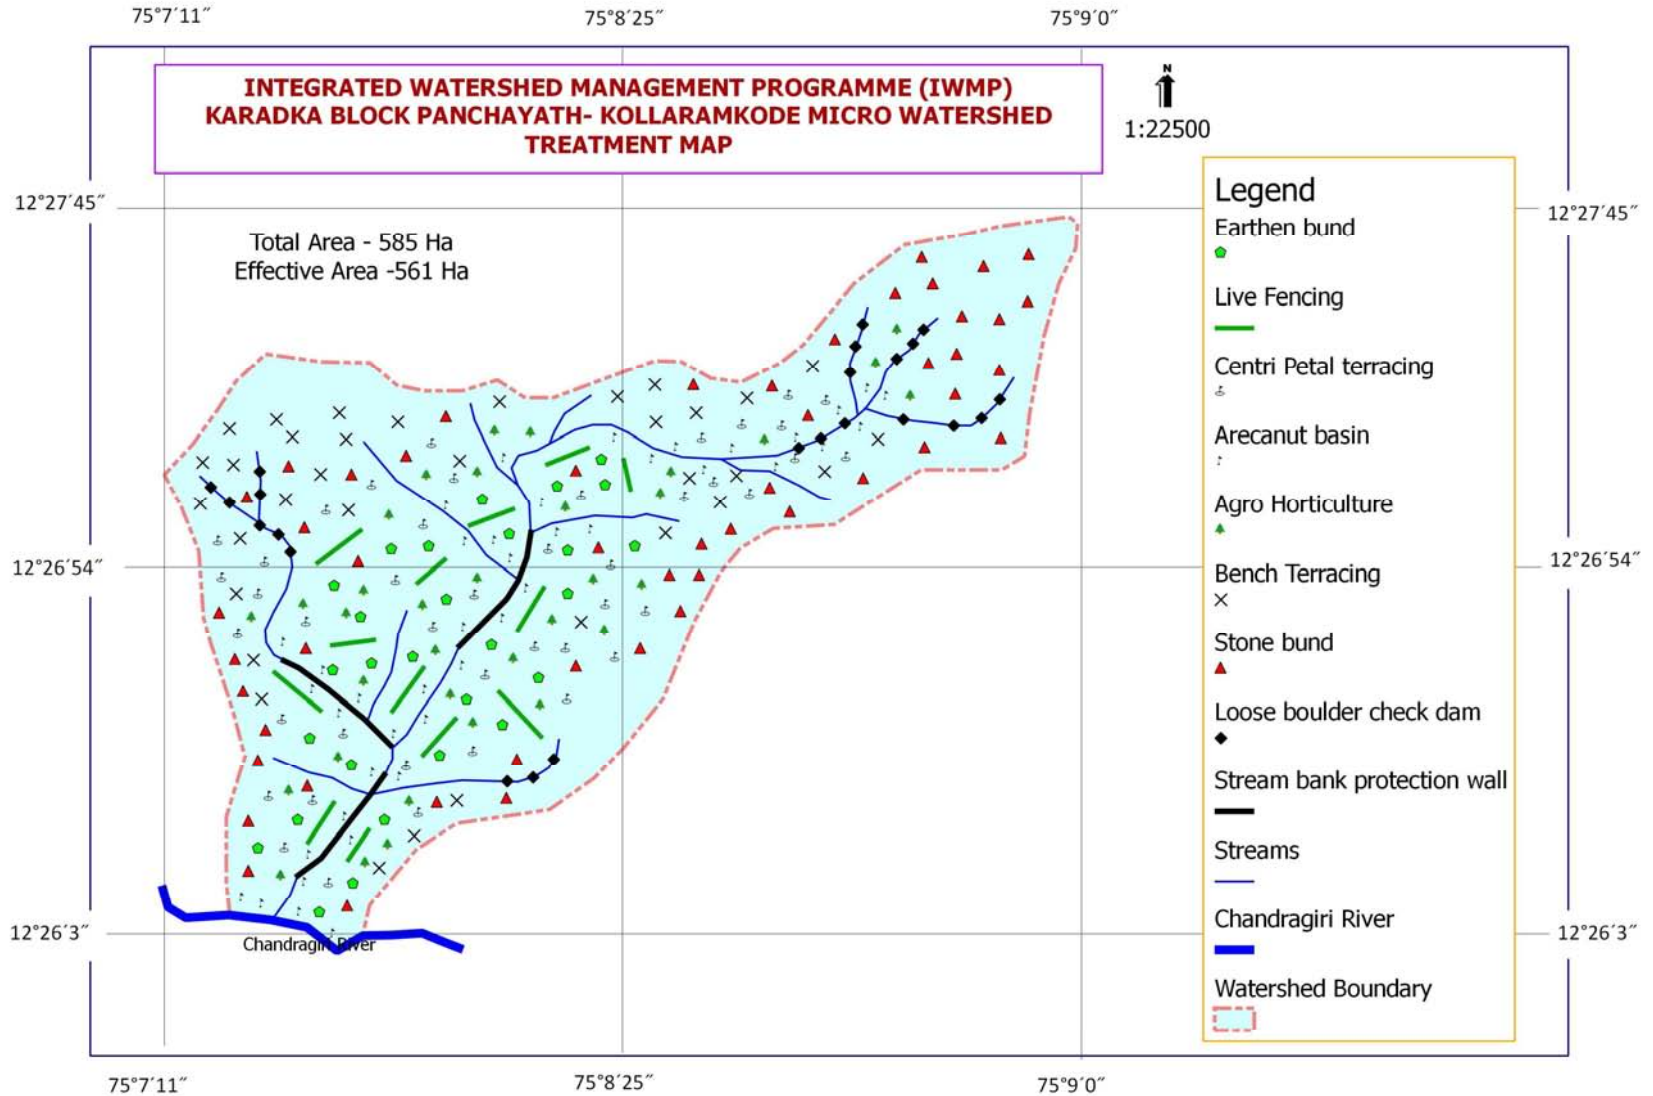 75°7′11″ 75°8′25″ 75°9′0″
INTEGRATED WATERSHED MANAGEMENT PROGRAMME (IWMP)
KARADKA BLOCK PANCHAYATH- KOLLARAMKODE MICRO WATERSHED
TREATMENT MAP
N
1:22500
12°27′45″ 12°27′45″
Total Area - 585 Ha
Effective Area -561 Ha
12°26′54″ 12°26′54″
12°26′3″ 12°26′3″
Chandragiri River
75°7′11″ 75°8′25″ 75°9′0″
Legend
Earthen bund
Live Fencing
Centri Petal terracing
Arecanut basin
Agro Horticulture
Bench Terracing
Stone bund
Loose boulder check dam
Stream bank protection wall
Streams
Chandragiri River
Watershed Boundary